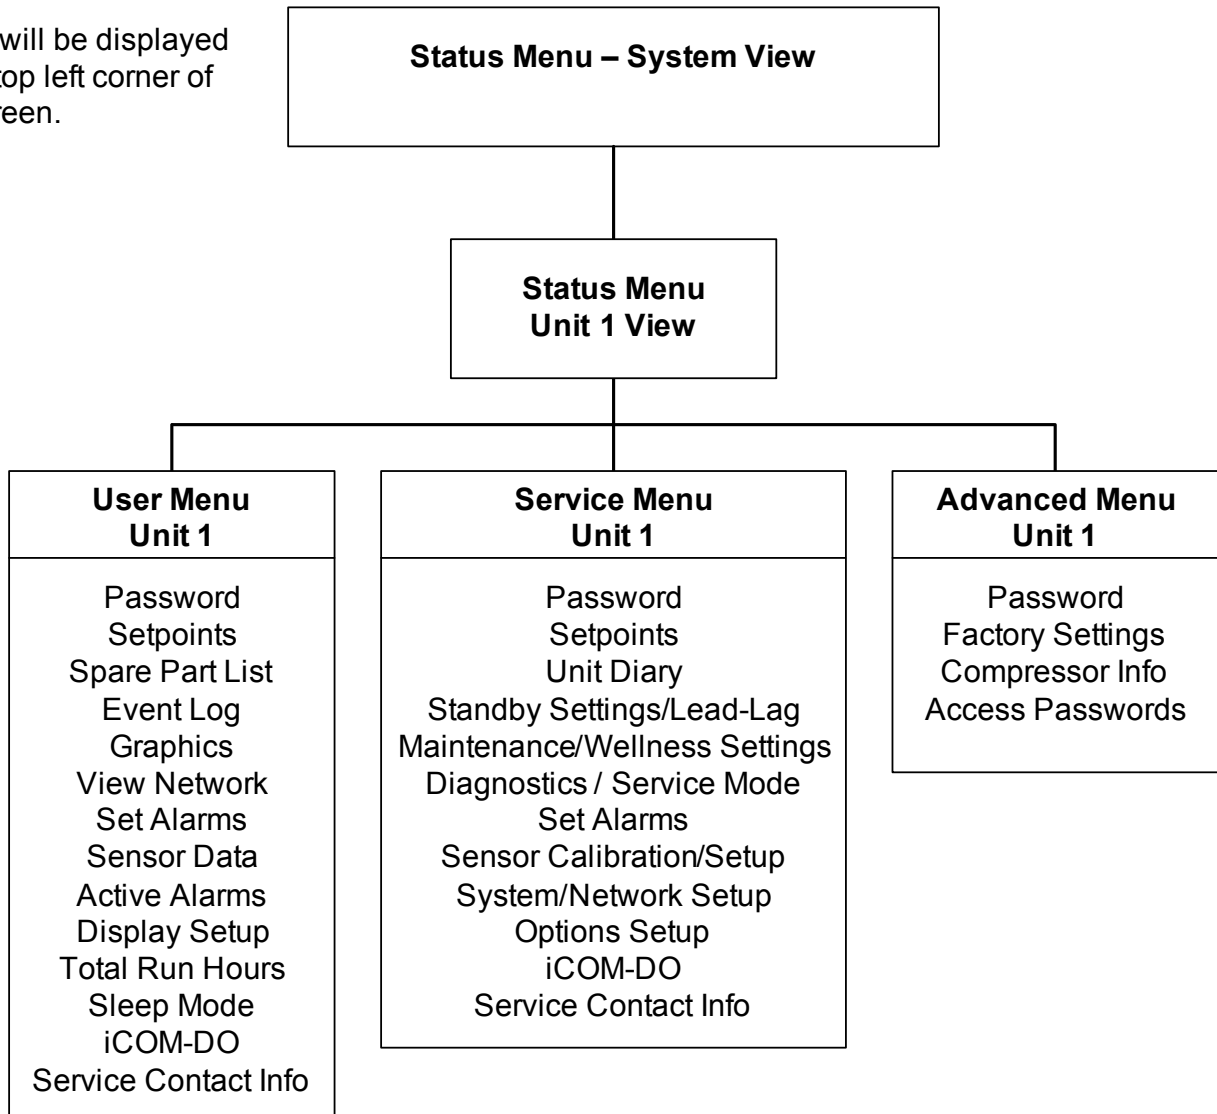 will be displayed
top left corner of
reen.
Status Menu – System View
Status Menu
Unit 1 View
User Menu
Unit 1
Password
Setpoints
Spare Part List
Event Log
Graphics
View Network
Set Alarms
Sensor Data
Active Alarms
Display Setup
Total Run Hours
Sleep Mode
iCOM-DO
Service Contact Info
Service Menu
Unit 1
Password
Setpoints
Unit Diary
Standby Settings/Lead-Lag
Maintenance/Wellness Settings
Diagnostics / Service Mode
Set Alarms
Sensor Calibration/Setup
System/Network Setup
Options Setup
iCOM-DO
Service Contact Info
Advanced Menu
Unit 1
Password
Factory Settings
Compressor Info
Access Passwords